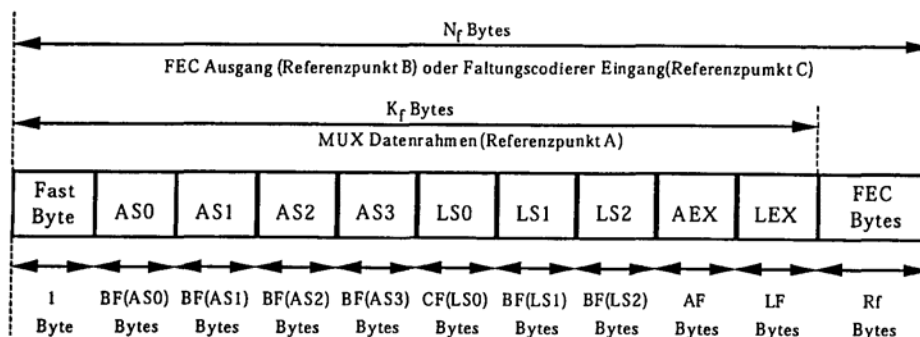 N_f Bytes
FEC Ausgang (Referenzpunkt B) oder Faltungscodierer Eingang(Referenzpumkt C)
K_f Bytes
MUX Datenrahmen(Referenzpunkt A)
Fast Byte AS0 AS1 AS2 AS3 LS0 LS1 LS2 AEX LEX FEC Bytes
1 BF(AS0) BF(AS1) BF(AS2) BF(AS3) CF(LS0) BF(LS1) BF(LS2) AF LF Rf
Byte Bytes Bytes Bytes Bytes Bytes Bytes Bytes Bytes Bytes Bytes